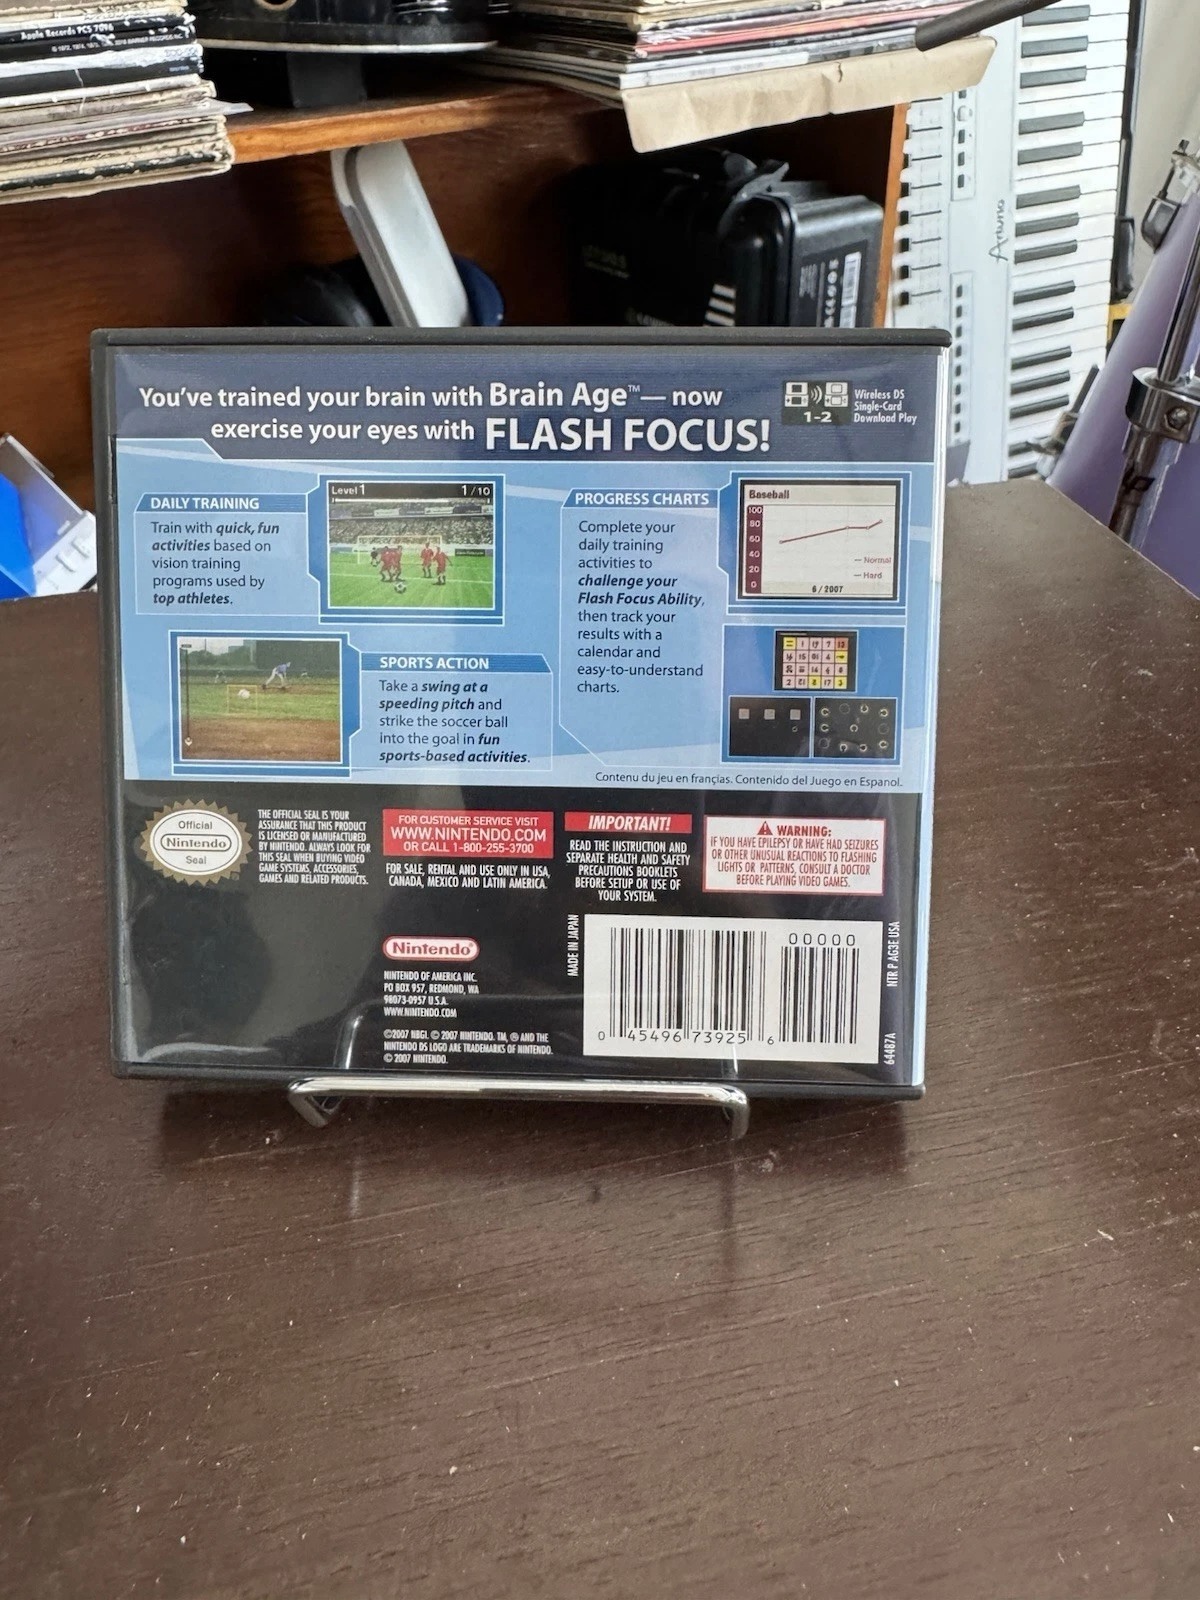 Apple Records PCS 7098
Arturia
You've trained your brain with Brain Age™— now
exercise your eyes with FLASH FOCUS!
1-2
Wireless DS
Single-Card
Download Play
DAILY TRAINING
Train with quick, fun
activities based on
vision training
programs used by
top athletes.
Level 1
1/10
SPORTS ACTION
Take a swing at a
speeding pitch and
strike the soccer ball
into the goal in fun
sports-based activities.
PROGRESS CHARTS
Complete your
daily training
activities to
challenge your
Flash Focus Ability,
then track your
results with a
calendar and
easy-to-understand
charts.
Baseball
100
80
60
40
20
0
— Normal
— Hard
6 / 2007
Contenu du jeu en françias. Contenido del Juego en Espanol.
Official
Nintendo
Seal
THE OFFICIAL SEAL IS YOUR
ASSURANCE THAT THIS PRODUCT
IS LICENSED OR MANUFACTURED
BY NINTENDO. ALWAYS LOOK FOR
THIS SEAL WHEN BUYING VIDEO
GAME SYSTEMS, ACCESSORIES,
GAMES AND RELATED PRODUCTS.
FOR CUSTOMER SERVICE VISIT
WWW.NINTENDO.COM
OR CALL 1-800-255-3700
FOR SALE, RENTAL AND USE ONLY IN USA,
CANADA, MEXICO AND LATIN AMERICA.
IMPORTANT!
READ THE INSTRUCTION AND
SEPARATE HEALTH AND SAFETY
PRECAUTIONS BOOKLETS
BEFORE SETUP OR USE OF
YOUR SYSTEM.
WARNING:
IF YOU HAVE EPILEPSY OR HAVE HAD SEIZURES
OR OTHER UNUSUAL REACTIONS TO FLASHING
LIGHTS OR PATTERNS, CONSULT A DOCTOR
BEFORE PLAYING VIDEO GAMES.
Nintendo®
NINTENDO OF AMERICA INC.
PO BOX 957, REDMOND, WA
98073-0957 U.S.A.
WWW.NINTENDO.COM
©2007 NBGI. © 2007 NINTENDO. TM, ® AND THE
NINTENDO DS LOGO ARE TRADEMARKS OF NINTENDO.
© 2007 NINTENDO.
MADE IN JAPAN
00000
0 45496 73925 6
NTR P AG3E USA
64487A